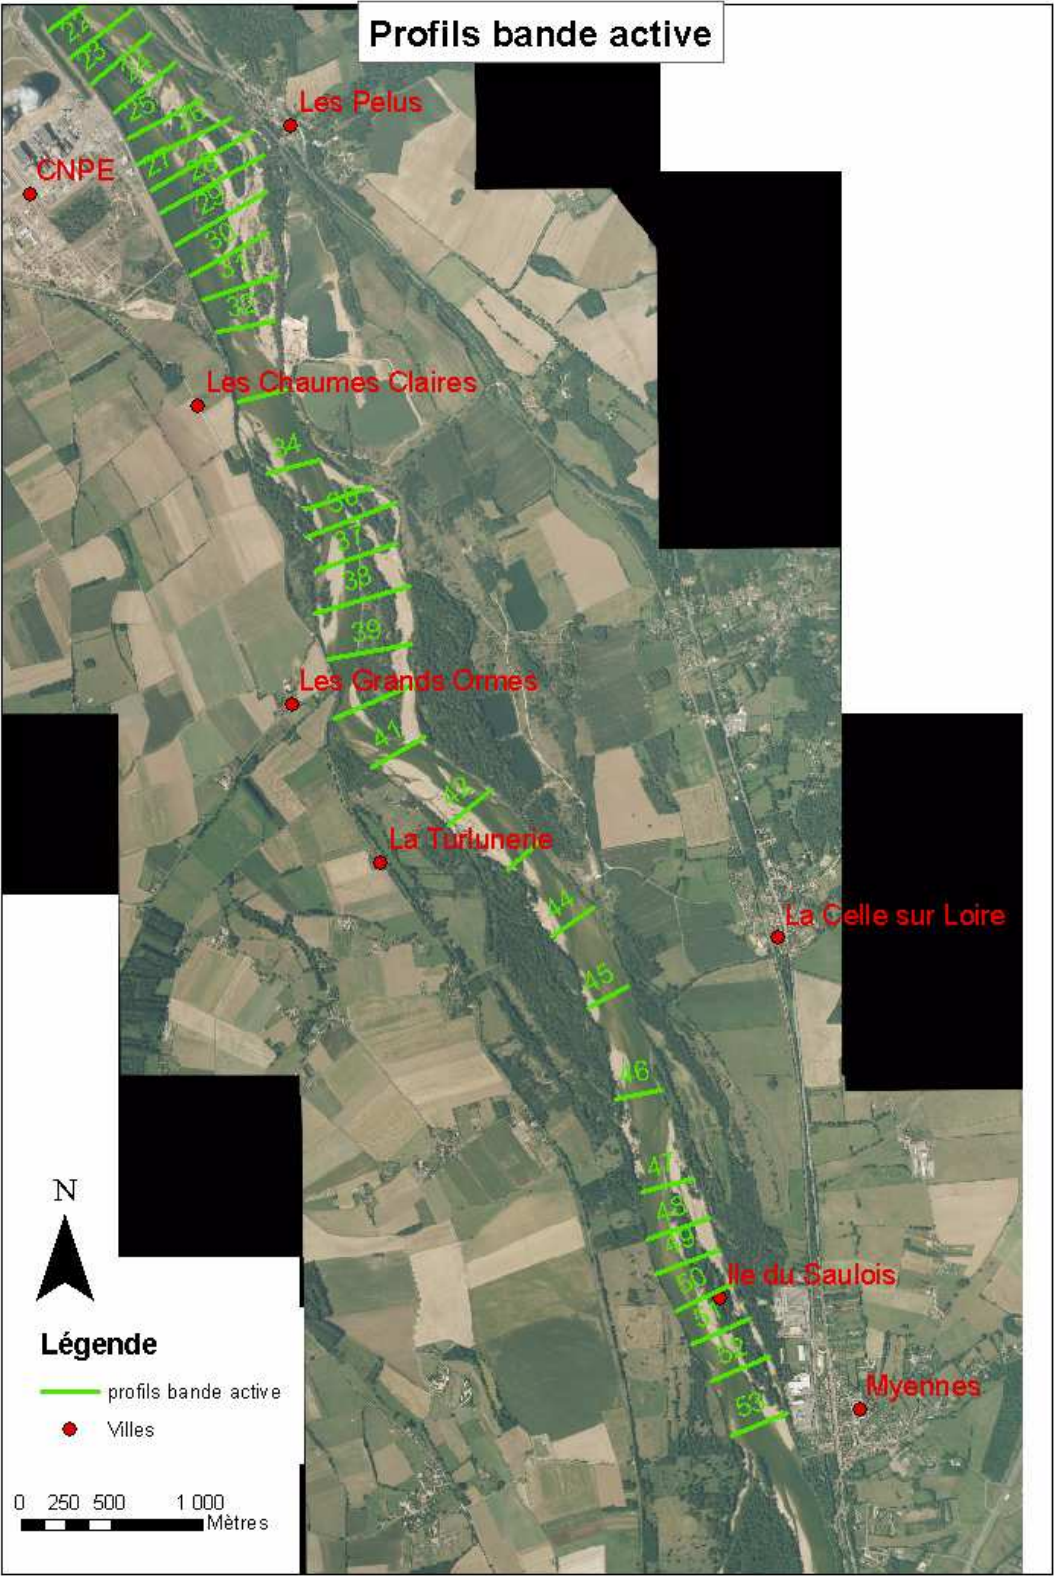 Profils bande active
22
23
24
25
26
Les Pelus
27
CNPE
28
29
30
31
32
Les Chaumes Claires
34
36
37
38
39
Les Grands Ormes
41
42
La Turlunerie
44
La Celle sur Loire
45
46
47
48
49
50
Ile du Saulois
51
52
Myennes
53
N
Légende
profils bande active
Villes
0 250 500 1 000
Mètres